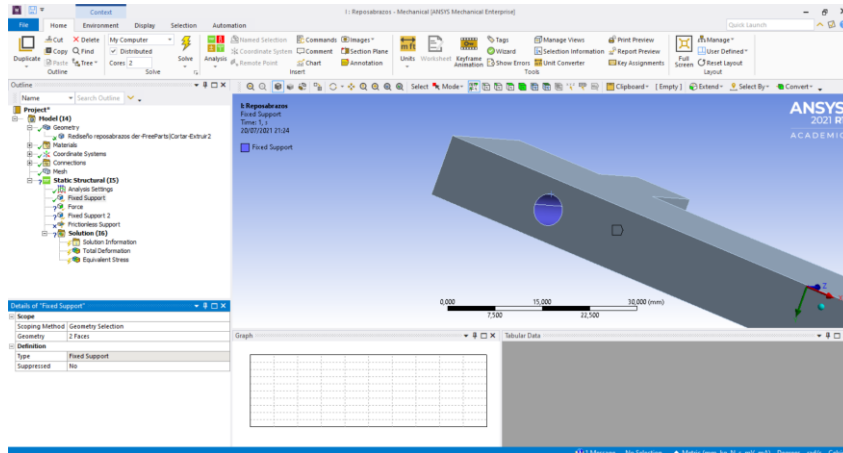 I : Reposabrazos - Mechanical [ANSYS Mechanical Enterprise]
Context
File Home Environment Display Selection Automation
Quick Launch
Duplicate
Cut Delete
Copy Find
Paste Tree
Outline
My Computer
Distributed
Cores 2
Solve
Solve
Analysis
Named Selection Commands Images
Coordinate System Comment Section Plane
Remote Point Chart Annotation
Insert
Units Worksheet Keyframe Animation
Tags
Wizard
Show Errors
Manage Views
Selection Information
Unit Converter
Print Preview
Report Preview
Key Assignments
Tools
Full Screen
Manage
User Defined
Reset Layout
Layout
Outline
Name Search Outline
Select Mode
Clipboard [ Empty ] Extend Select By Convert
Project*
Model (I4)
Geometry
Rediseño reposabrazos der-FreeParts|Cortar-Extruir2
Materials
Coordinate Systems
Connections
Mesh
Static Structural (I5)
Analysis Settings
Fixed Support
Force
Fixed Support 2
Frictionless Support
Solution (I6)
Solution Information
Total Deformation
Equivalent Stress
I: Reposabrazos
Fixed Support
Time: 1, s
20/07/2021 21:24
Fixed Support
ANSYS
2021
ACADEMIC
Z
0,000 15,000 30,000 (mm)
7,500 22,500
Details of "Fixed Support"
Scope
Scoping Method Geometry Selection
Geometry 2 Faces
Definition
Type Fixed Support
Suppressed No
Graph
Tabular Data
1 Message No Selection